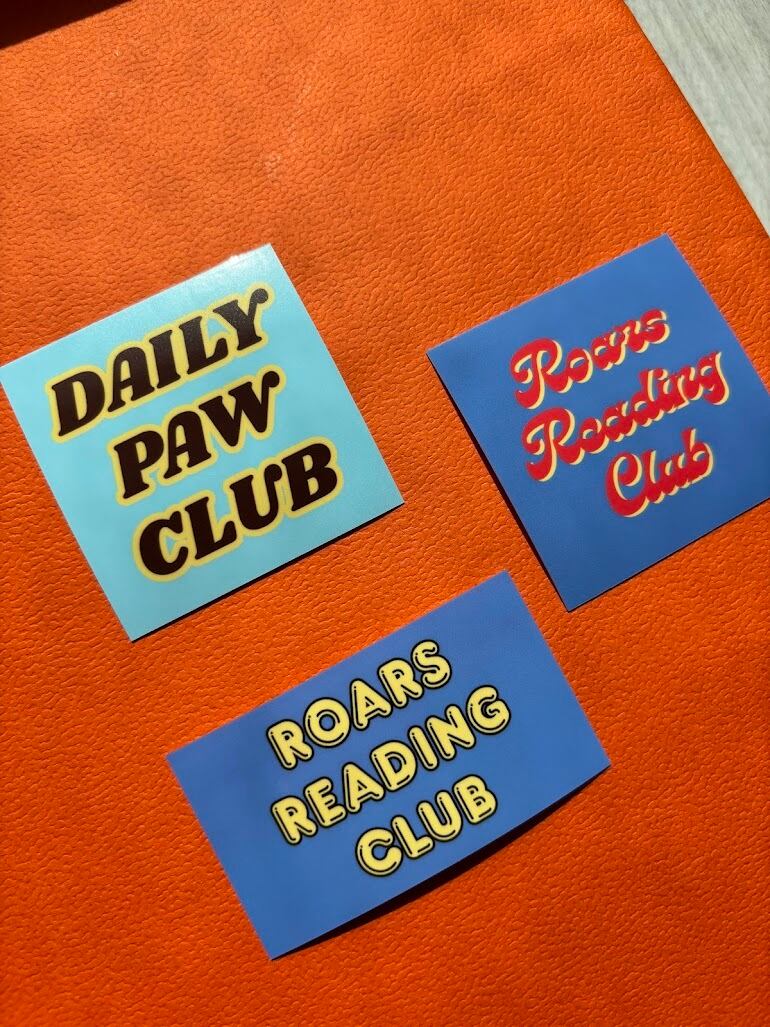 DAILY
PAW
CLUB
Roars
Reading
Club
ROARS
READING
CLUB